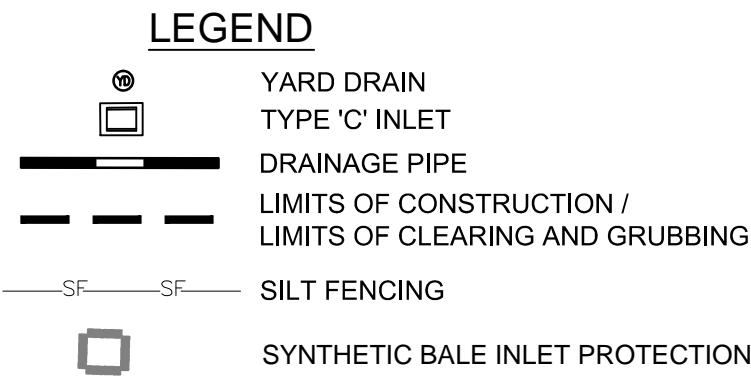 LEGEND
YD YARD DRAIN
TYPE 'C' INLET
DRAINAGE PIPE
LIMITS OF CONSTRUCTION /
LIMITS OF CLEARING AND GRUBBING
SF SF SILT FENCING
SYNTHETIC BALE INLET PROTECTION